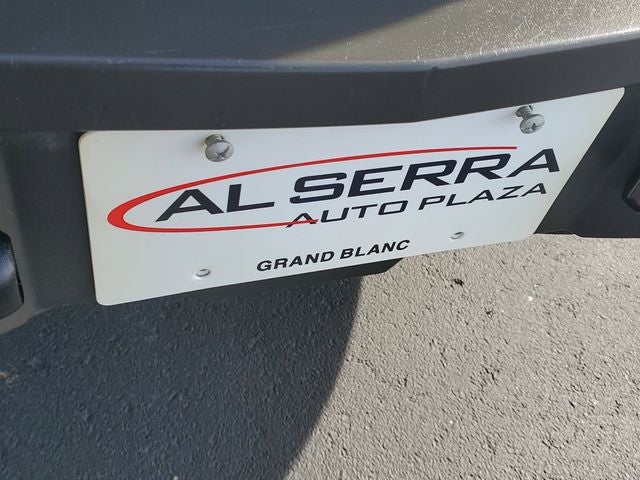 AL SERRA
AUTO PLAZA
GRAND BLANC